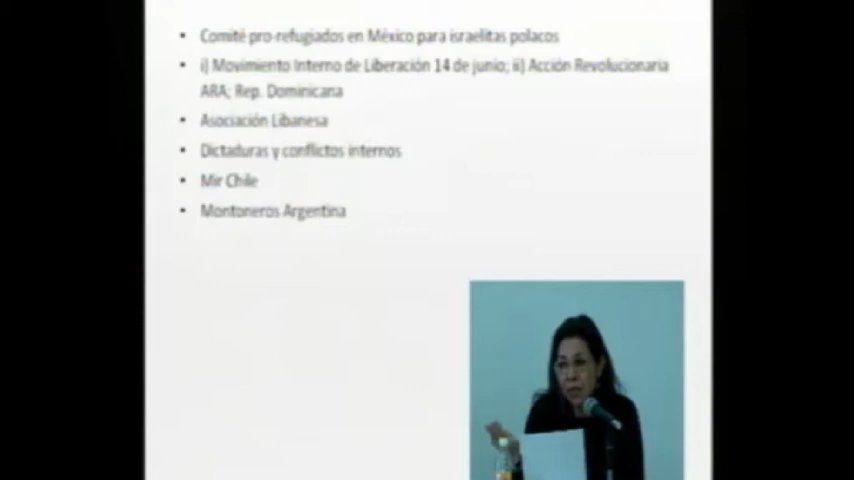 • Comité pro-refugiados en México para israelitas polacos
• i) Movimiento Interno de Liberación 14 de junio; ii) Acción Revolucionaria
ARA; Rep. Dominicana
• Asociación Libanesa
• Dictaduras y conflictos internos
• Mir Chile
• Montoneros Argentina